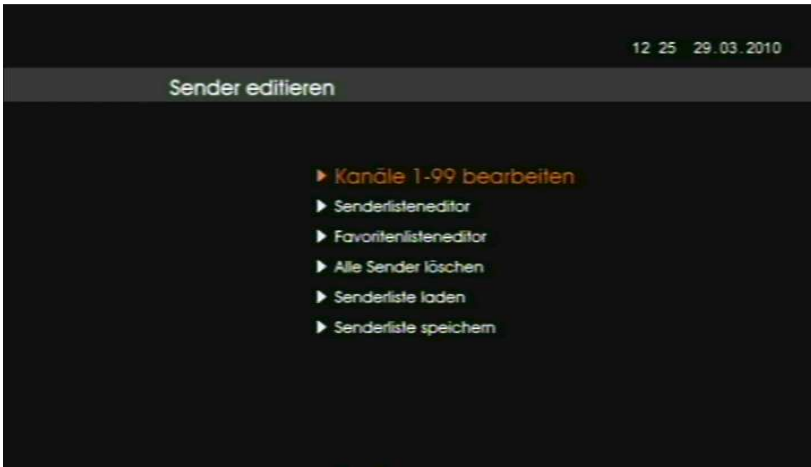 12 25 29.03.2010
Sender editieren
Kanäle 1-99 bearbeiten
Senderlisteneditor
Favoritenlisteneditor
Alle Sender löschen
Senderliste laden
Senderliste speichern